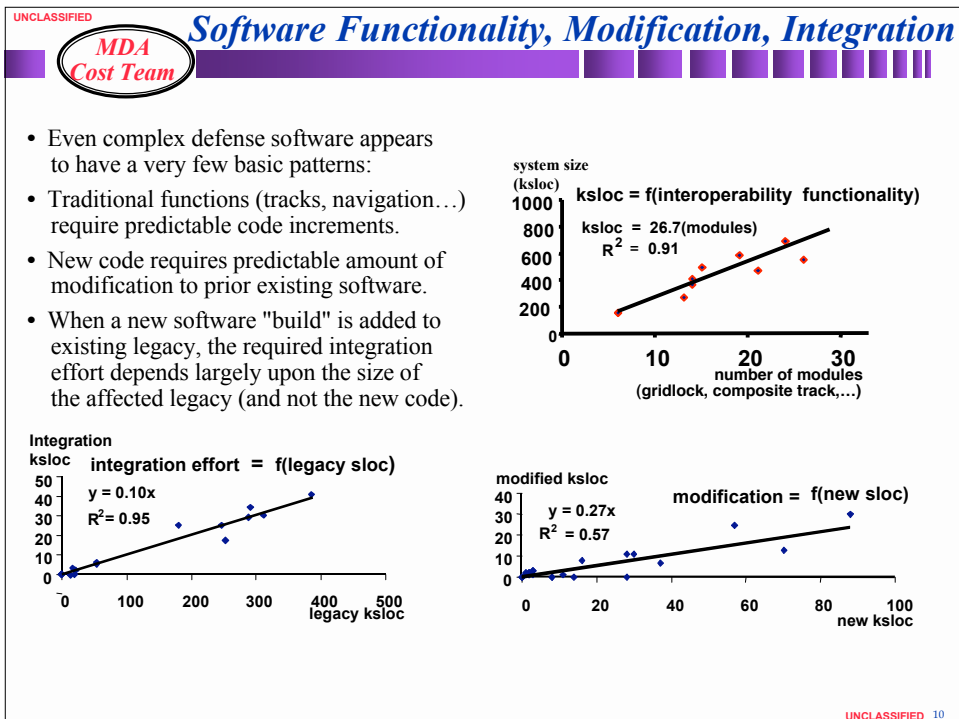 UNCLASSIFIED
Software Functionality, Modification, Integration
MDA
Cost Team
• Even complex defense software appears
to have a very few basic patterns:
• Traditional functions (tracks, navigation…)
require predictable code increments.
• New code requires predictable amount of
modification to prior existing software.
• When a new software "build" is added to
existing legacy, the required integration
effort depends largely upon the size of
the affected legacy (and not the new code).
system size
(ksloc)
ksloc = f(interoperability functionality)
1000
800
600
400
200
0
ksloc = 26.7(modules)
R2 = 0.91
0 10 20 30
number of modules
(gridlock, composite track,…)
Integration
ksloc
integration effort = f(legacy sloc)
50
40
30
20
10
0
y = 0.10x
R2= 0.95
0 100 200 300 400 500
legacy ksloc
modified ksloc
modification = f(new sloc)
40
30
20
10
0
y = 0.27x
R2 = 0.57
0 20 40 60 80 100
new ksloc
UNCLASSIFIED 10